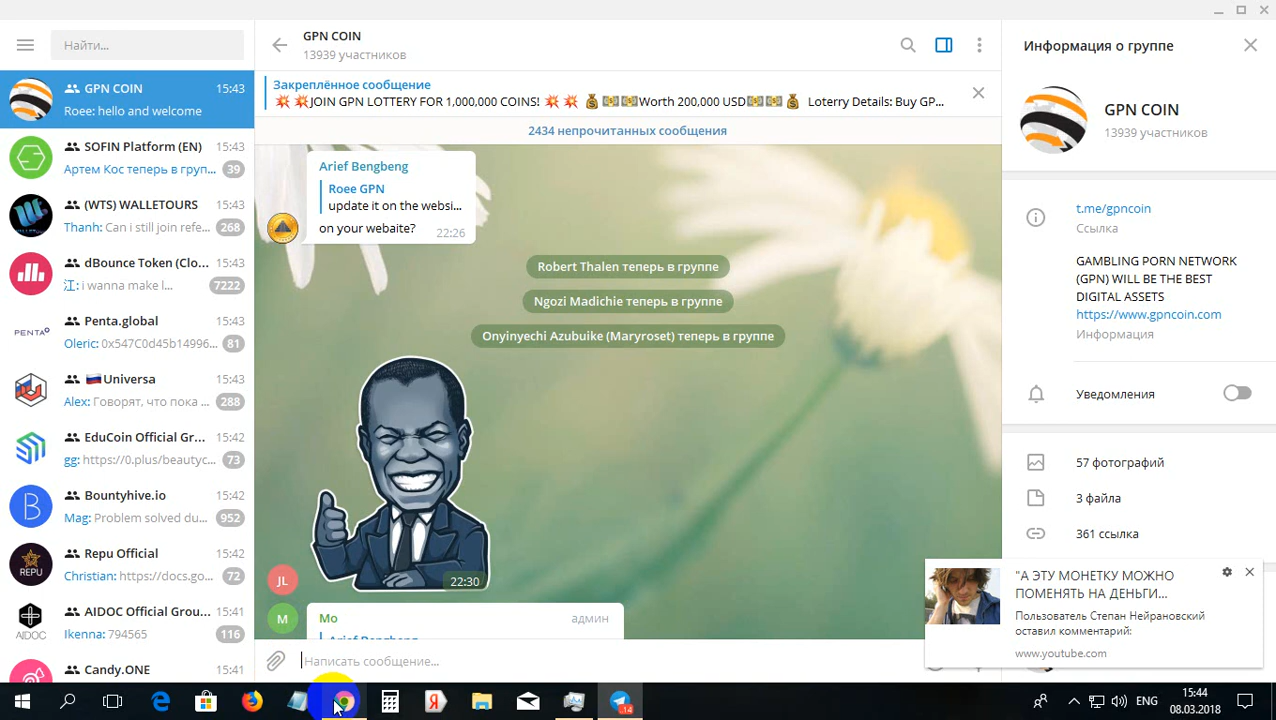 Найти...
GPN COIN 15:43
Roee: hello and welcome
SOFIN Platform (EN) 15:43
Артем Кос теперь в груп... 39
(WTS) WALLETOURS 15:43
Thanh: Can i still join refe... 268
dBounce Token (Clo... 15:43
江: i wanna make l... 7222
PENTA
Penta.global 15:43
Oleric: 0x547C0d45b14996... 81
Universa 15:43
Alex: Говорят, что пока ... 288
EduCoin Official Gr... 15:42
gg: https://0.plus/beautyc... 73
Bountyhive.io 15:42
Mag: Problem solved du... 952
REPU
Repu Official 15:42
Christian: https://docs.go... 72
AIDOC
AIDOC Official Grou... 15:41
Ikenna: 794565 116
Candy.ONE 15:41
GPN COIN
13939 участников
Закреплённое сообщение
JOIN GPN LOTTERY FOR 1,000,000 COINS! Worth 200,000 USD Loterry Details: Buy GP...
2434 непрочитанных сообщения
Arief Bengbeng
Roee GPN
update it on the websi...
on your webaite? 22:26
Robert Thalen теперь в группе
Ngozi Madichie теперь в группе
Onyinyechi Azubuike (Maryroset) теперь в группе
22:30
JL
M
Mo админ
Arief Bengbeng
Написать сообщение...
Информация о группе
GPN COIN
13939 участников
t.me/gpncoin
Ссылка
GAMBLING PORN NETWORK
(GPN) WILL BE THE BEST
DIGITAL ASSETS
https://www.gpncoin.com
Информация
Уведомления
57 фотографий
3 файла
361 ссылка
"А ЭТУ МОНЕТКУ МОЖНО
ПОМЕНЯТЬ НА ДЕНЬГИ...
Пользователь Степан Нейрановский
оставил комментарий:
www.youtube.com
Я
14
ENG
15:44
08.03.2018